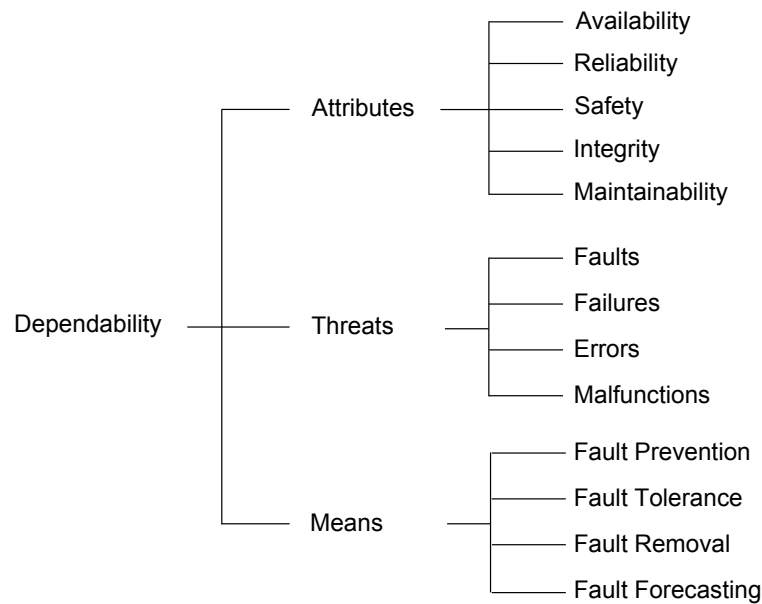 Dependability
Attributes
Availability
Reliability
Safety
Integrity
Maintainability
Threats
Faults
Failures
Errors
Malfunctions
Means
Fault Prevention
Fault Tolerance
Fault Removal
Fault Forecasting